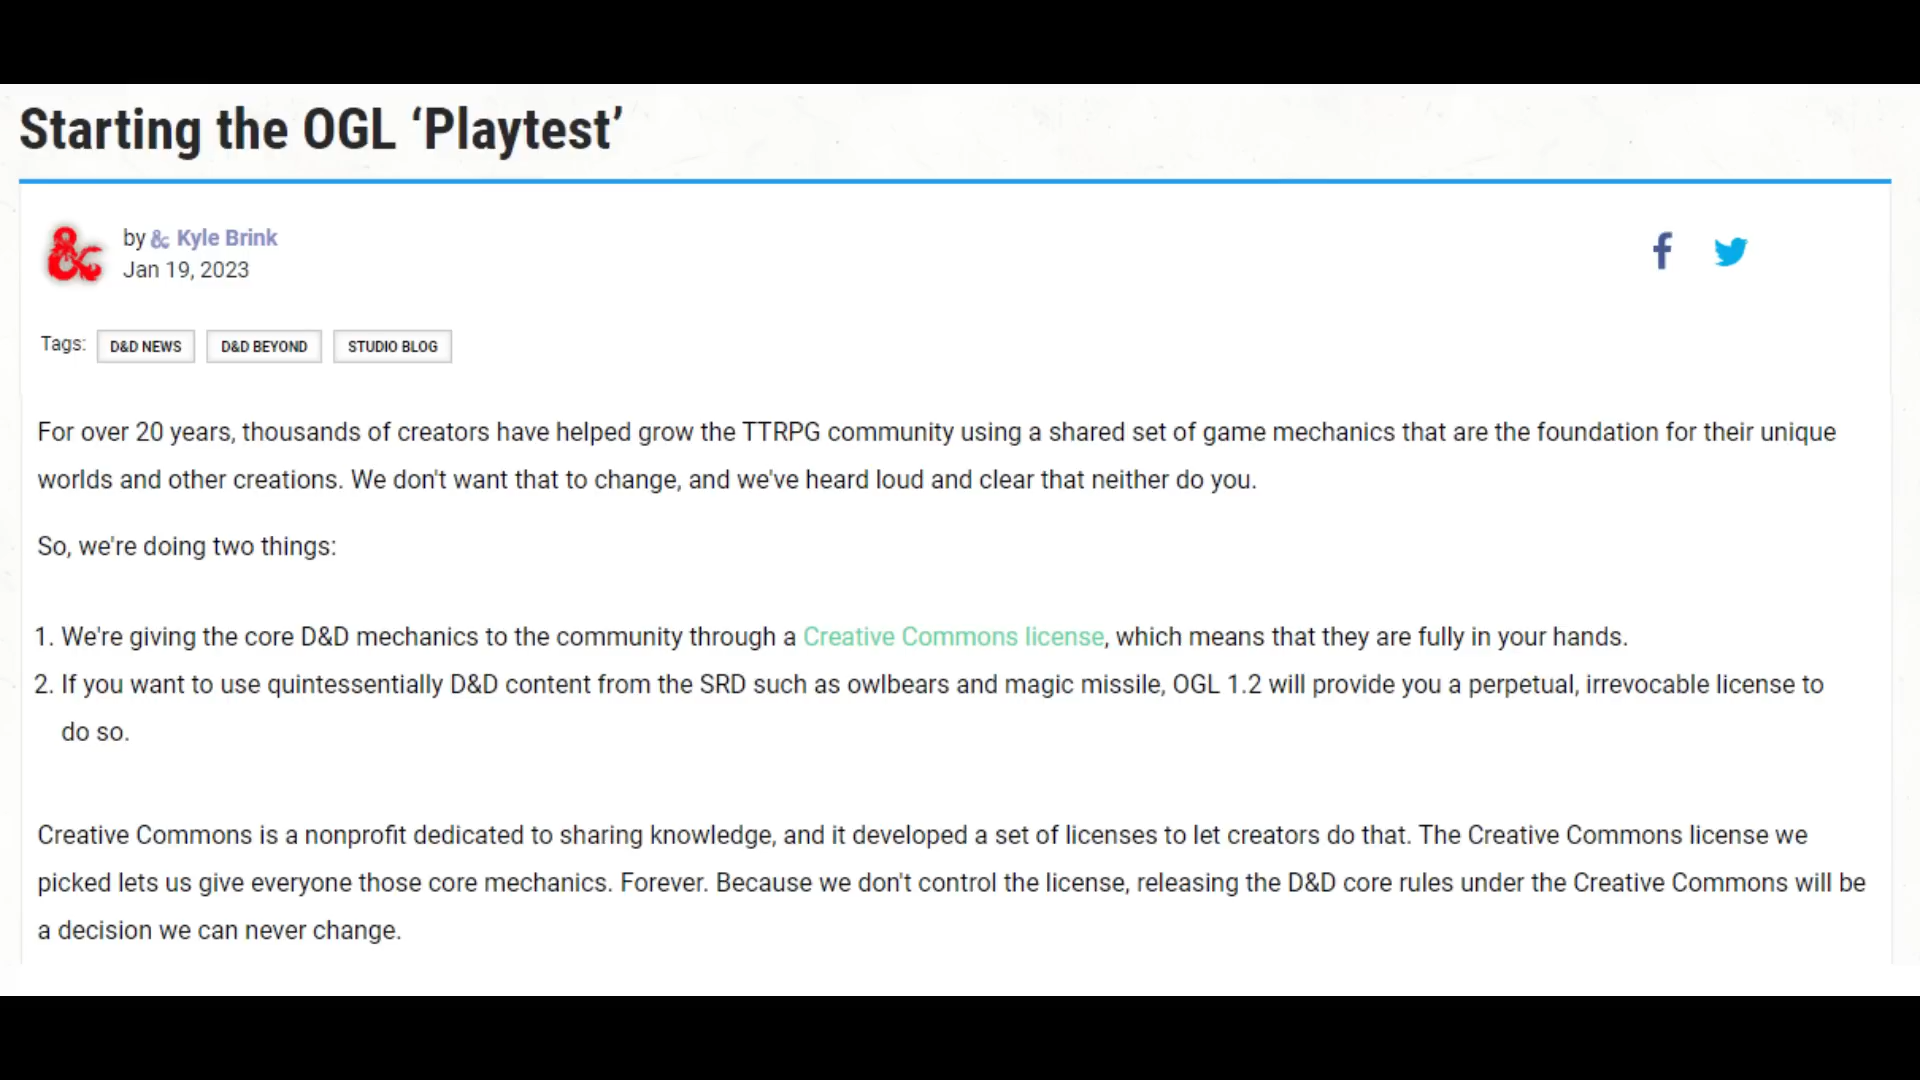 Starting the OGL ‘Playtest’
by & Kyle Brink
Jan 19, 2023
Tags: D&D NEWS D&D BEYOND STUDIO BLOG
For over 20 years, thousands of creators have helped grow the TTRPG community using a shared set of game mechanics that are the foundation for their unique
worlds and other creations. We don't want that to change, and we've heard loud and clear that neither do you.
So, we're doing two things:
1. We're giving the core D&D mechanics to the community through a Creative Commons license, which means that they are fully in your hands.
2. If you want to use quintessentially D&D content from the SRD such as owlbears and magic missile, OGL 1.2 will provide you a perpetual, irrevocable license to
do so.
Creative Commons is a nonprofit dedicated to sharing knowledge, and it developed a set of licenses to let creators do that. The Creative Commons license we
picked lets us give everyone those core mechanics. Forever. Because we don't control the license, releasing the D&D core rules under the Creative Commons will be
a decision we can never change.